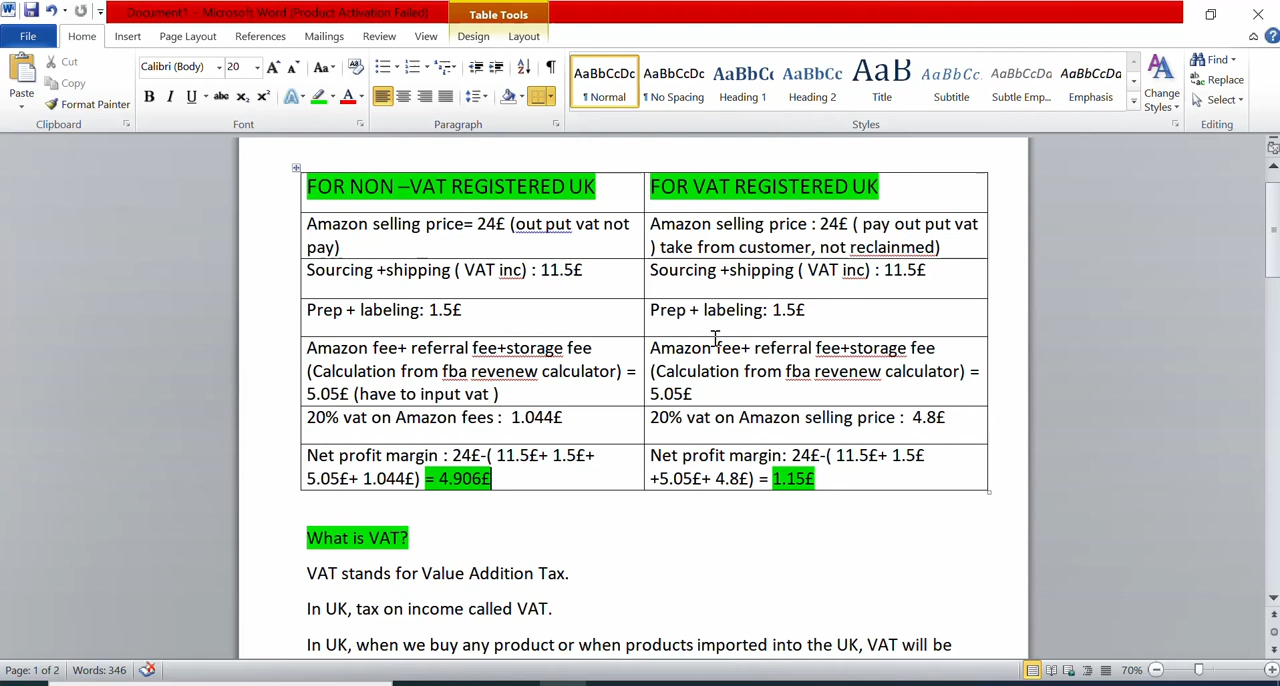 Document1 - Microsoft Word (Product Activation Failed)
Table Tools
File Home Insert Page Layout References Mailings Review View Design Layout
Paste
Cut
Copy
Format Painter
Clipboard
Calibri (Body) 20
Font
Paragraph
AaBbCcDc AaBbCcDc AaBbCc AaBbCc AaB AaBbCc. AaBbCcDc AaBbCcDc
¶ Normal ¶ No Spacing Heading 1 Heading 2 Title Subtitle Subtle Emp... Emphasis
Styles
Change Styles
Find
Replace
Select
Editing
FOR NON –VAT REGISTERED UK
FOR VAT REGISTERED UK
Amazon selling price= 24£ (out put vat not
pay)
Amazon selling price : 24£ ( pay out put vat
) take from customer, not reclainmed)
Sourcing +shipping ( VAT inc) : 11.5£
Sourcing +shipping ( VAT inc) : 11.5£
Prep + labeling: 1.5£
Prep + labeling: 1.5£
Amazon fee+ referral fee+storage fee
(Calculation from fba revenew calculator) =
5.05£ (have to input vat )
Amazon fee+ referral fee+storage fee
(Calculation from fba revenew calculator) =
5.05£
20% vat on Amazon fees : 1.044£
20% vat on Amazon selling price : 4.8£
Net profit margin : 24£-( 11.5£+ 1.5£+
5.05£+ 1.044£) = 4.906£
Net profit margin: 24£-( 11.5£+ 1.5£
+5.05£+ 4.8£) = 1.15£
What is VAT?
VAT stands for Value Addition Tax.
In UK, tax on income called VAT.
In UK, when we buy any product or when products imported into the UK, VAT will be
Page: 1 of 2 Words: 346 70%